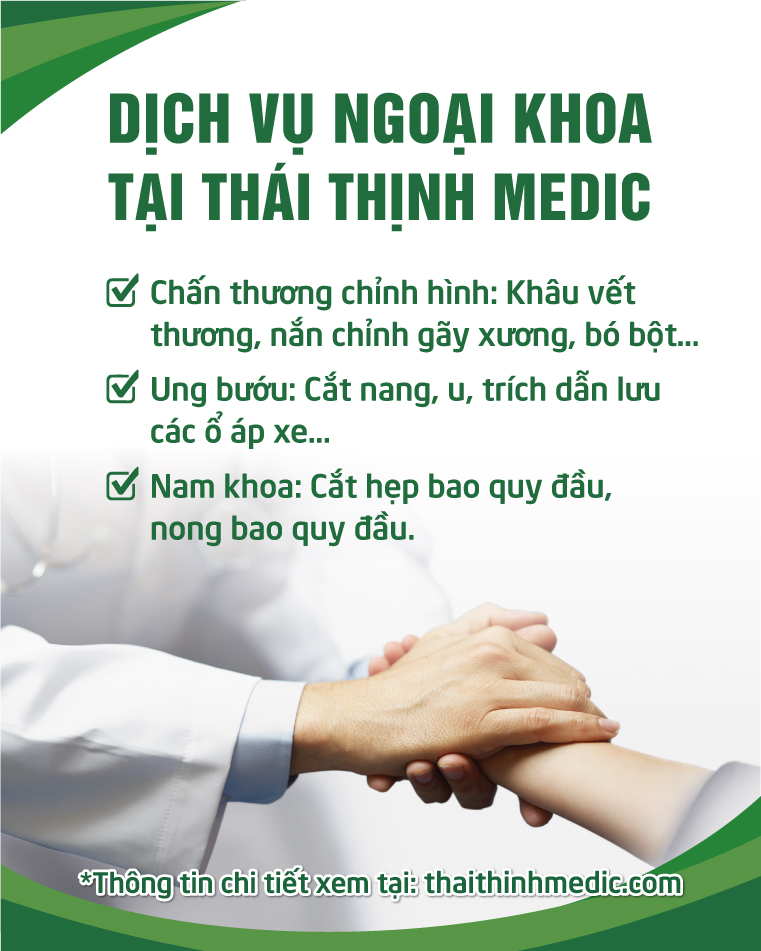 DỊCH VỤ NGOẠI KHOA
TẠI THÁI THỊNH MEDIC
Chấn thương chỉnh hình: Khâu vết
thương, nắn chỉnh gãy xương, bó bột...
Ung bướu: Cắt nang, u, trích dẫn lưu
các ổ áp xe...
Nam khoa: Cắt hẹp bao quy đầu,
nong bao quy đầu.
*Thông tin chi tiết xem tại: thaithinhmedic.com